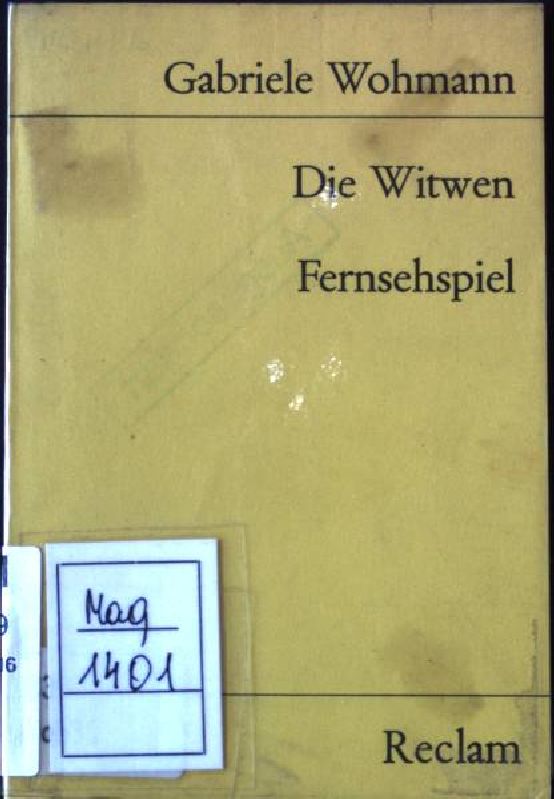 Gabriele Wohmann
Die Witwen
Fernsehspiel
Mag
1401
Reclam